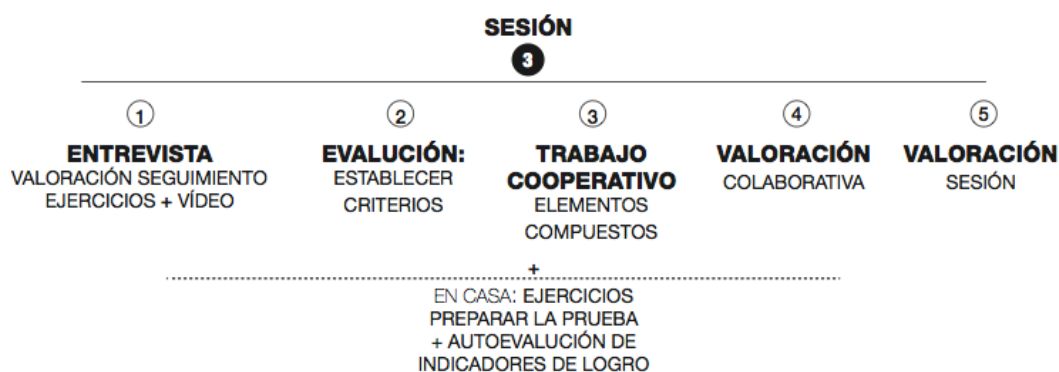 SESIÓN
3
1
ENTREVISTA
VALORACIÓN SEGUIMIENTO
EJERCICIOS + VÍDEO
2
EVALUCIÓN:
ESTABLECER
CRITERIOS
3
TRABAJO
COOPERATIVO
ELEMENTOS
COMPUESTOS
4
VALORACIÓN
COLABORATIVA
5
VALORACIÓN
SESIÓN
+
EN CASA: EJERCICIOS
PREPARAR LA PRUEBA
+ AUTOEVALUCIÓN DE
INDICADORES DE LOGRO